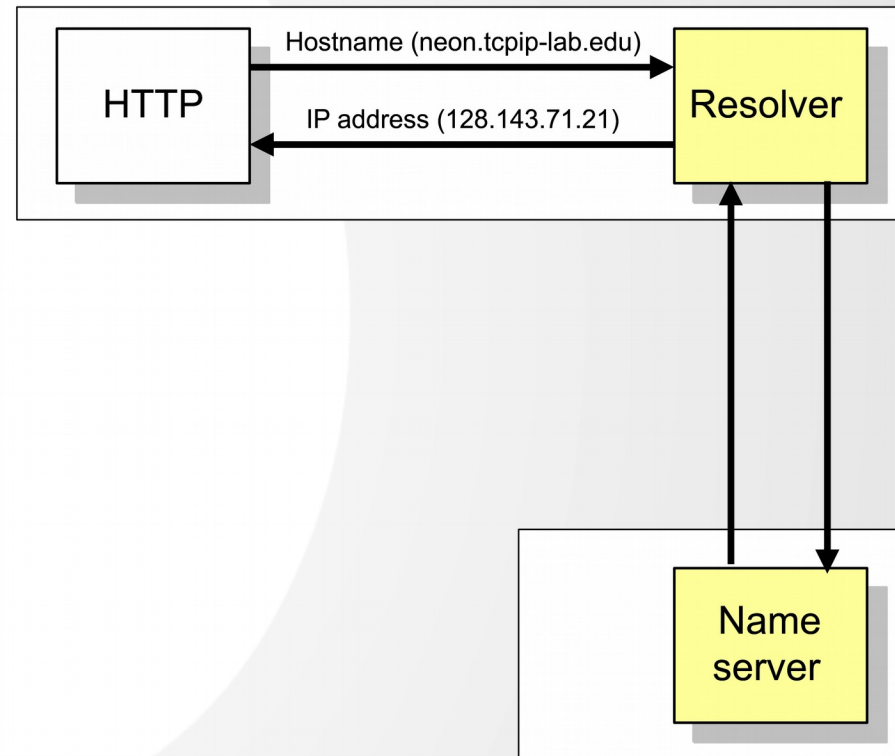 Hostname (neon.tcpip-lab.edu)
HTTP
Resolver
IP address (128.143.71.21)
Name
server